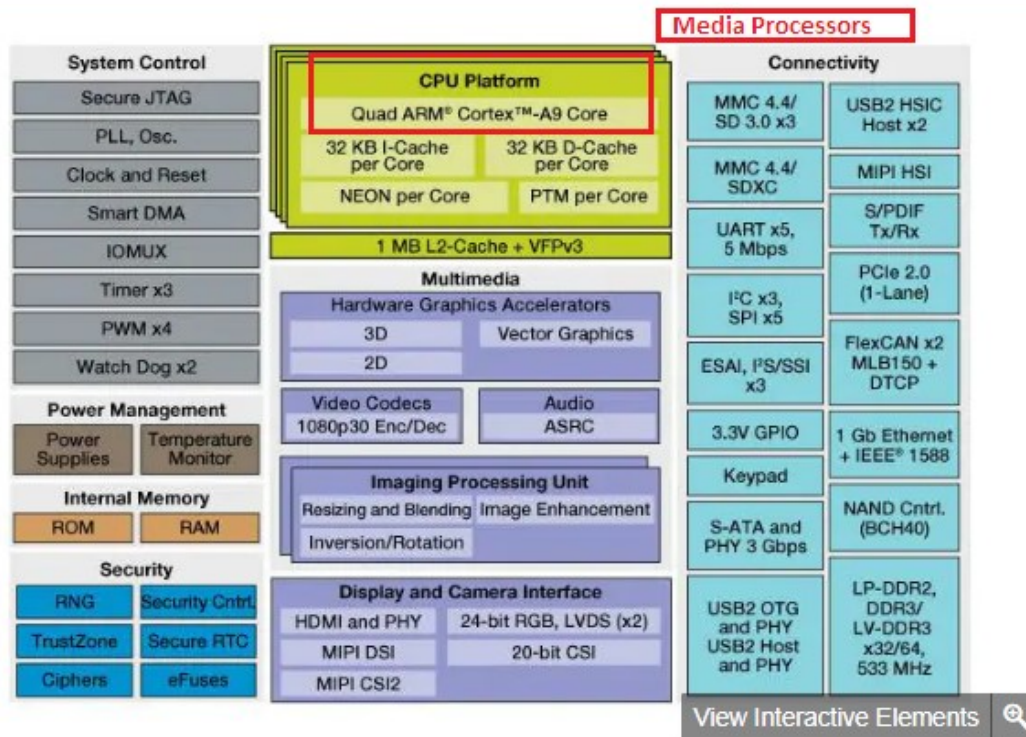 Media Processors
System Control
Secure JTAG
PLL, Osc.
Clock and Reset
Smart DMA
IOMUX
Timer x3
PWM x4
Watch Dog x2
Power Management
Power
Supplies
Temperature
Monitor
Internal Memory
ROM
RAM
Security
RNG
Security Cntrl.
TrustZone
Secure RTC
Ciphers
eFuses
CPU Platform
Quad ARM® Cortex™-A9 Core
32 KB I-Cache
per Core
32 KB D-Cache
per Core
NEON per Core
PTM per Core
1 MB L2-Cache + VFPv3
Multimedia
Hardware Graphics Accelerators
3D
Vector Graphics
2D
Video Codecs
1080p30 Enc/Dec
Audio
ASRC
Imaging Processing Unit
Resizing and Blending
Image Enhancement
Inversion/Rotation
Display and Camera Interface
HDMI and PHY
24-bit RGB, LVDS (x2)
MIPI DSI
20-bit CSI
MIPI CSI2
Connectivity
MMC 4.4/
SD 3.0 x3
MMC 4.4/
SDXC
UART x5,
5 Mbps
I²C x3,
SPI x5
ESAI, I²S/SSI
x3
3.3V GPIO
Keypad
S-ATA and
PHY 3 Gbps
USB2 OTG
and PHY
USB2 Host
and PHY
USB2 HSIC
Host x2
MIPI HSI
S/PDIF
Tx/Rx
PCIe 2.0
(1-Lane)
FlexCAN x2
MLB150 +
DTCP
1 Gb Ethernet
+ IEEE® 1588
NAND Cntrl.
(BCH40)
LP-DDR2,
DDR3/
LV-DDR3
x32/64,
533 MHz
View Interactive Elements